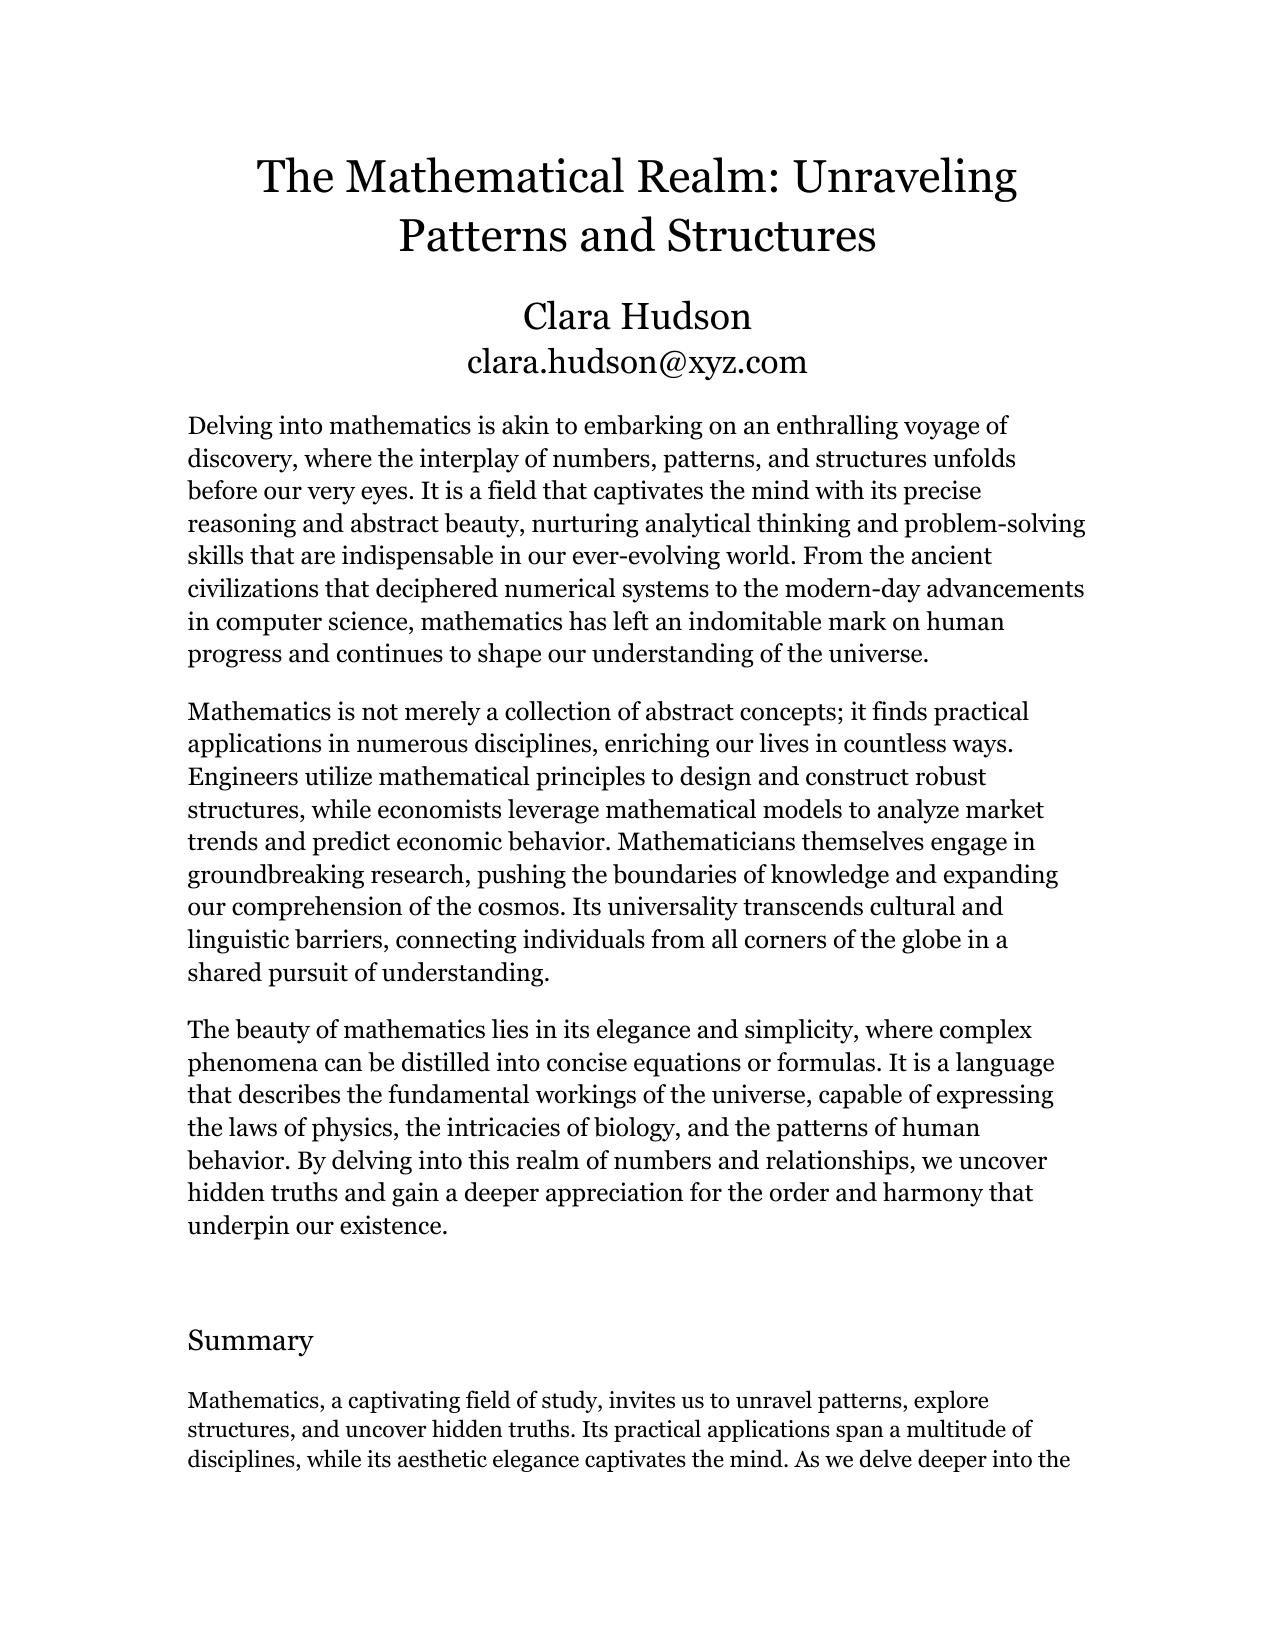 The Mathematical Realm: Unraveling
Patterns and Structures
Clara Hudson
clara.hudson@xyz.com
Delving into mathematics is akin to embarking on an enthralling voyage of
discovery, where the interplay of numbers, patterns, and structures unfolds
before our very eyes. It is a field that captivates the mind with its precise
reasoning and abstract beauty, nurturing analytical thinking and problem-solving
skills that are indispensable in our ever-evolving world. From the ancient
civilizations that deciphered numerical systems to the modern-day advancements
in computer science, mathematics has left an indomitable mark on human
progress and continues to shape our understanding of the universe.
Mathematics is not merely a collection of abstract concepts; it finds practical
applications in numerous disciplines, enriching our lives in countless ways.
Engineers utilize mathematical principles to design and construct robust
structures, while economists leverage mathematical models to analyze market
trends and predict economic behavior. Mathematicians themselves engage in
groundbreaking research, pushing the boundaries of knowledge and expanding
our comprehension of the cosmos. Its universality transcends cultural and
linguistic barriers, connecting individuals from all corners of the globe in a
shared pursuit of understanding.
The beauty of mathematics lies in its elegance and simplicity, where complex
phenomena can be distilled into concise equations or formulas. It is a language
that describes the fundamental workings of the universe, capable of expressing
the laws of physics, the intricacies of biology, and the patterns of human
behavior. By delving into this realm of numbers and relationships, we uncover
hidden truths and gain a deeper appreciation for the order and harmony that
underpin our existence.
Summary
Mathematics, a captivating field of study, invites us to unravel patterns, explore
structures, and uncover hidden truths. Its practical applications span a multitude of
disciplines, while its aesthetic elegance captivates the mind. As we delve deeper into the